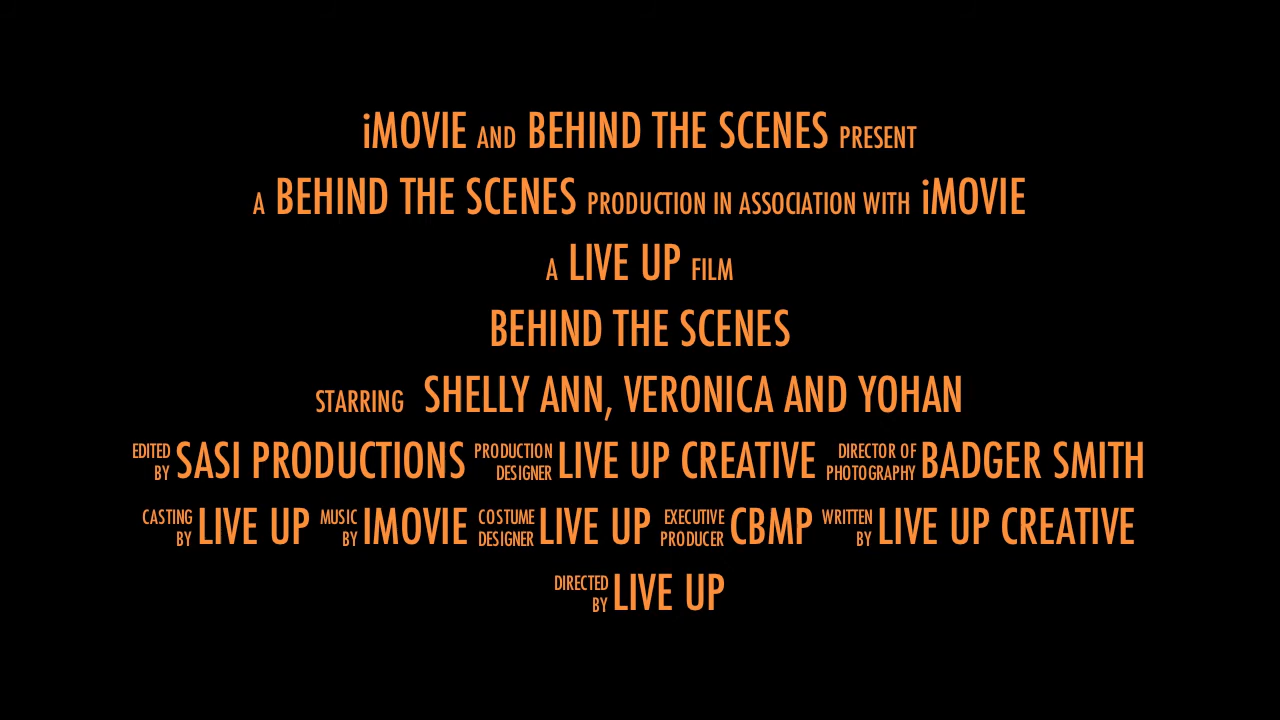 iMOVIE AND BEHIND THE SCENES PRESENT
A BEHIND THE SCENES PRODUCTION IN ASSOCIATION WITH iMOVIE
A LIVE UP FILM
BEHIND THE SCENES
STARRING SHELLY ANN, VERONICA AND YOHAN
EDITED BY SASI PRODUCTIONS PRODUCTION DESIGNER LIVE UP CREATIVE DIRECTOR OF PHOTOGRAPHY BADGER SMITH
CASTING BY LIVE UP MUSIC BY IMOVIE COSTUME DESIGNER LIVE UP EXECUTIVE PRODUCER CBMP WRITTEN BY LIVE UP CREATIVE
DIRECTED BY LIVE UP